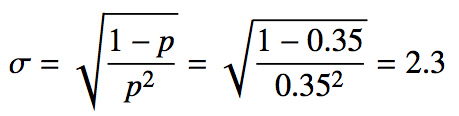 σ = √((1 − p)/p²) = √((1 − 0.35)/0.35²) = 2.3